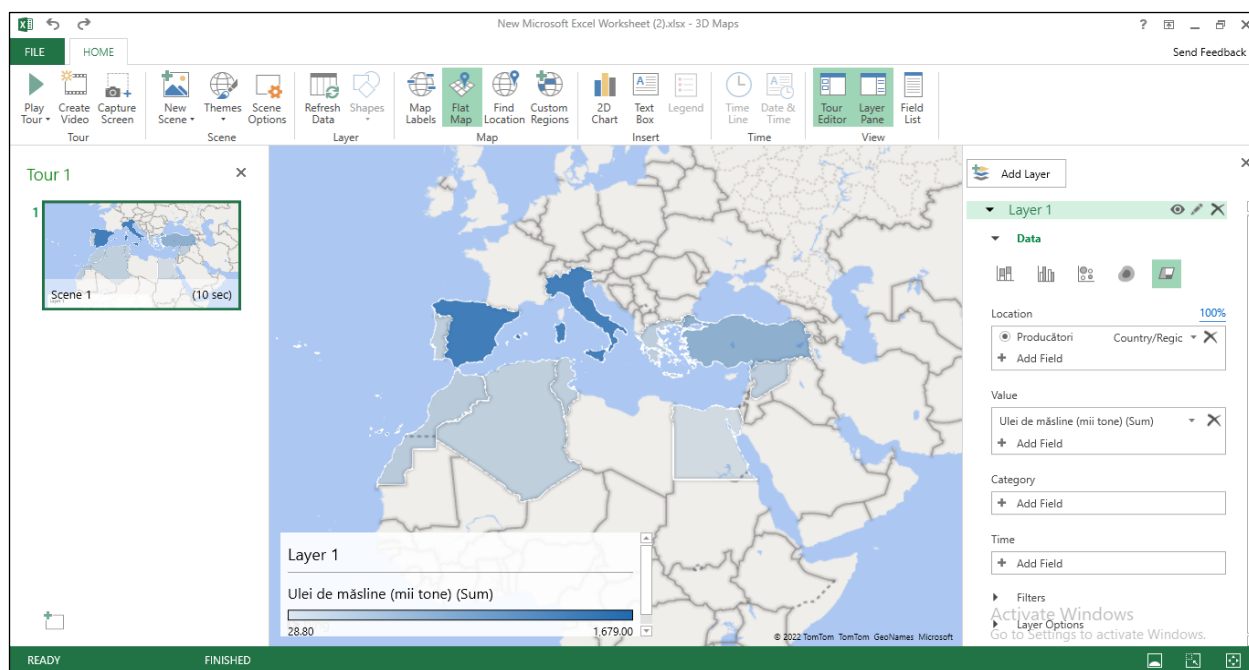 New Microsoft Excel Worksheet (2).xlsx - 3D Maps
?
FILE
HOME
Send Feedback
Play Tour
Create Video
Capture Screen
New Scene
Themes
Scene Options
Refresh Data
Shapes
Map Labels
Flat Map
Find Location
Custom Regions
2D Chart
Text Box
Legend
Time Line
Date & Time
Tour Editor
Layer Pane
Field List
Tour
Scene
Layer
Map
Insert
Time
View
Tour 1
1
Scene 1 (10 sec)
Layer 1
Ulei de măsline (mii tone) (Sum)
28.80 1,679.00
© 2022 TomTom TomTom GeoNames Microsoft
Add Layer
Layer 1
Data
Location 100%
Producători Country/Regic
+ Add Field
Value
Ulei de măsline (mii tone) (Sum)
+ Add Field
Category
+ Add Field
Time
+ Add Field
Filters
Layer Options
Activate Windows
Go to Settings to activate Windows.
READY FINISHED